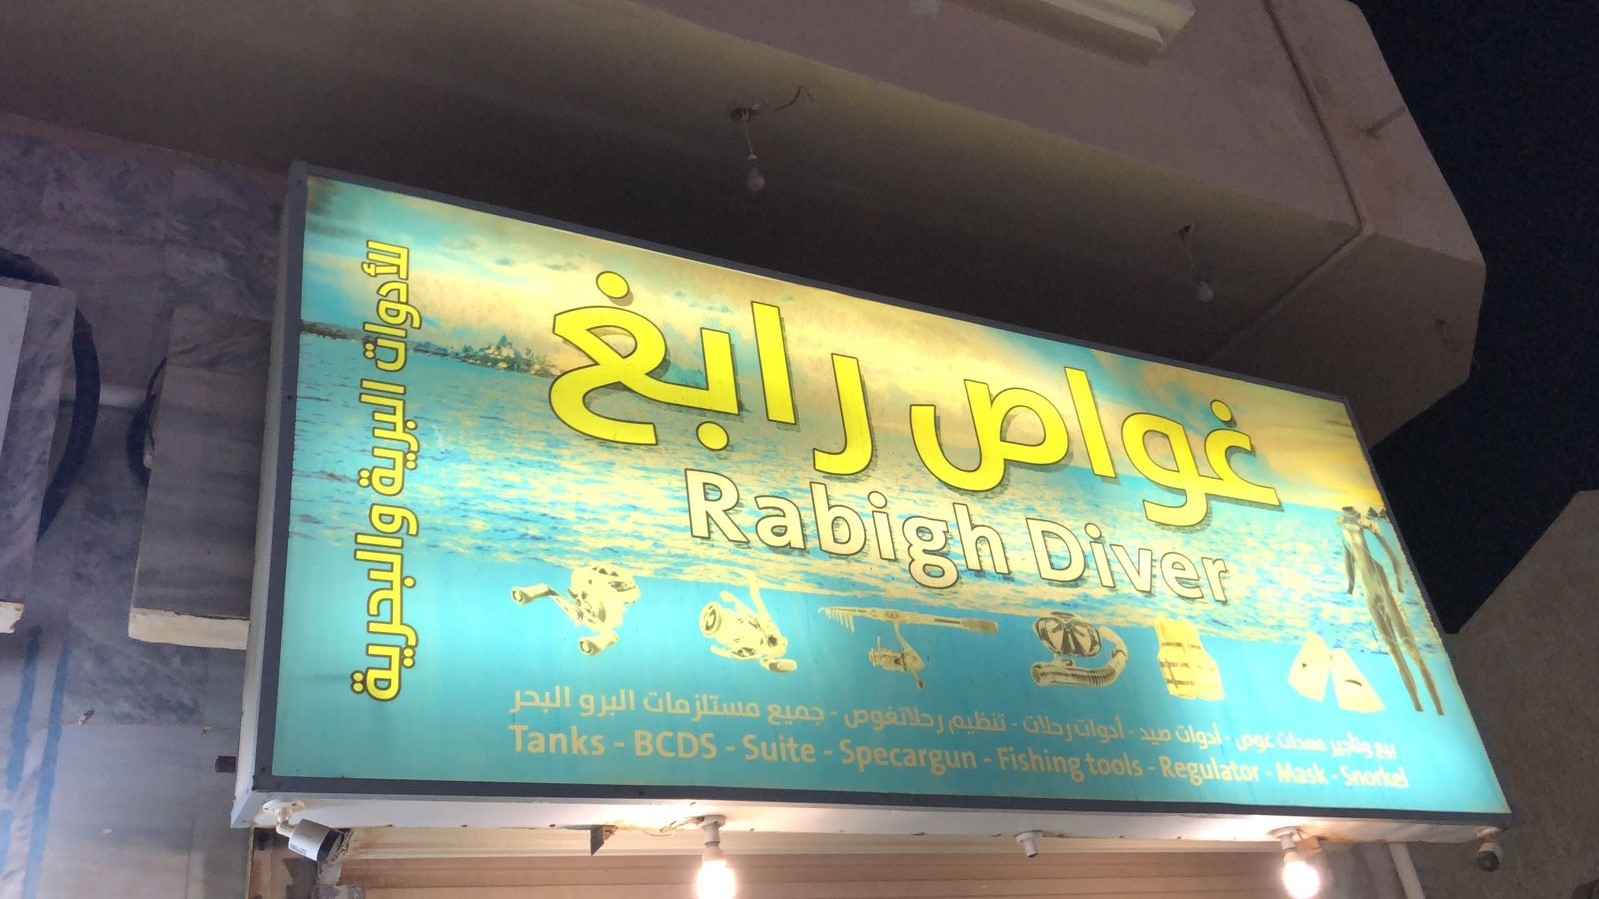 غواص رابغ
Rabigh Diver
للأدوات البرية والبحرية
بيع وتأجير معدات غوص - أدوات صيد - أدوات رحلات - تنظيم رحلاتغوص - جميع مستلزمات البرو البحر
Tanks - BCDS - Suite - Specargun - Fishing tools - Regulator - Mask - Snorkel